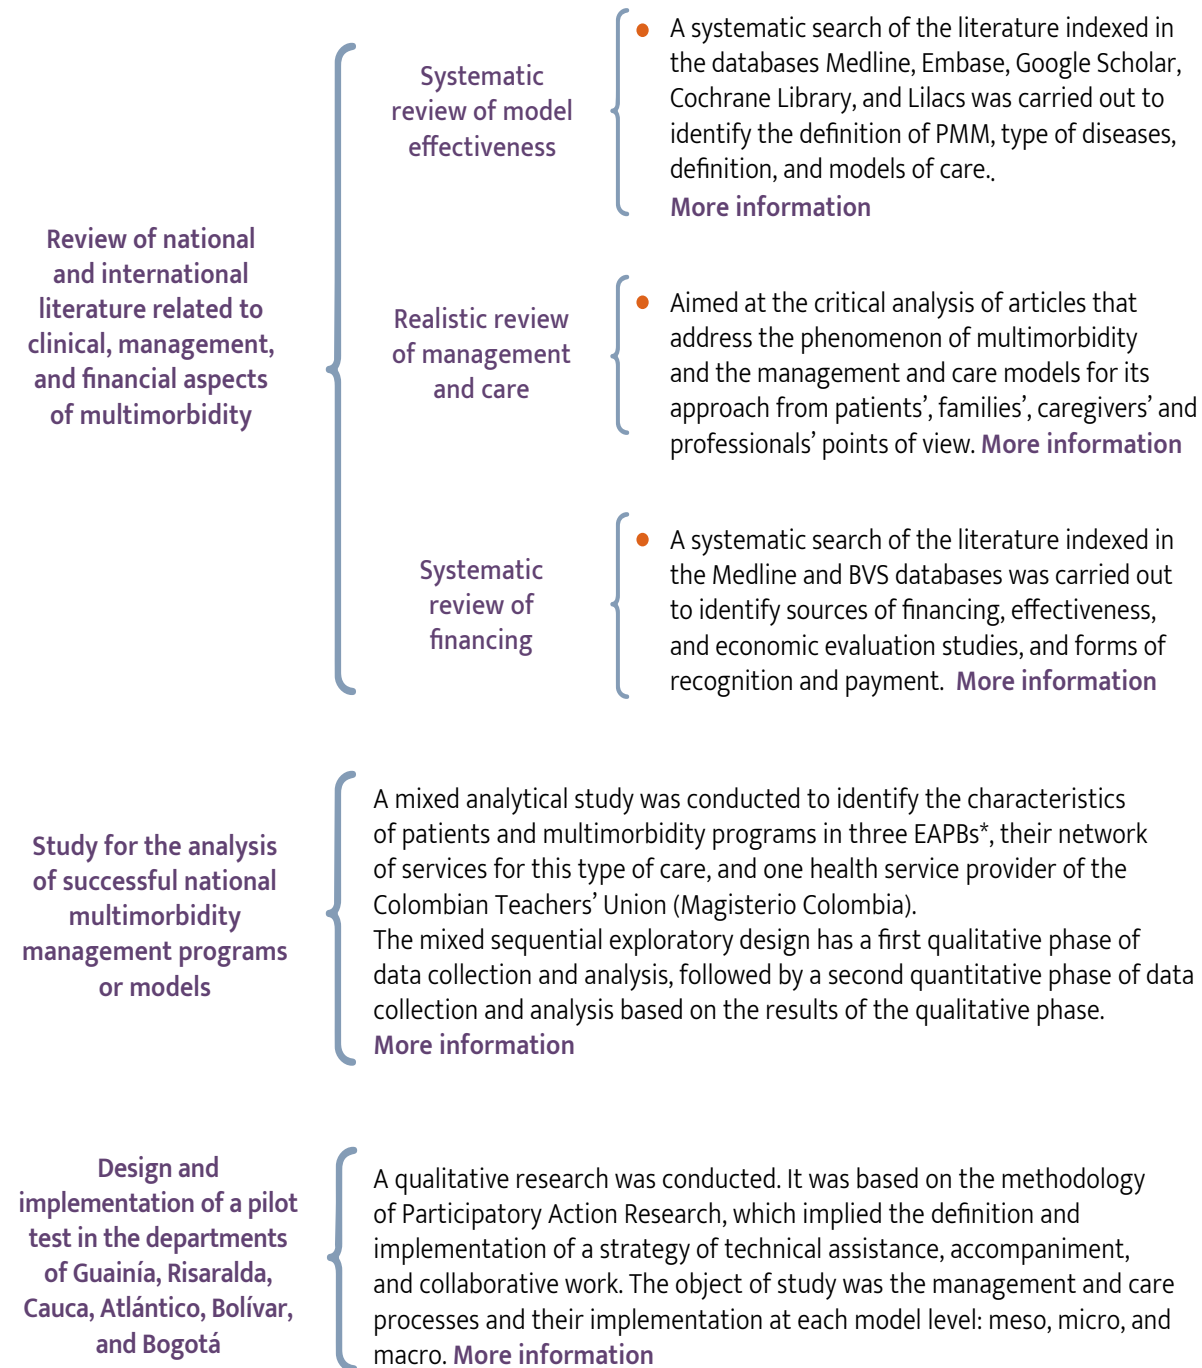 Review of national
and international
literature related to
clinical, management,
and financial aspects
of multimorbidity
Systematic
review of model
effectiveness
A systematic search of the literature indexed in
the databases Medline, Embase, Google Scholar,
Cochrane Library, and Lilacs was carried out to
identify the definition of PMM, type of diseases,
definition, and models of care..
More information
Realistic review
of management
and care
Aimed at the critical analysis of articles that
address the phenomenon of multimorbidity
and the management and care models for its
approach from patients’, families’, caregivers’ and
professionals’ points of view. More information
Systematic
review of
financing
A systematic search of the literature indexed in
the Medline and BVS databases was carried out
to identify sources of financing, effectiveness,
and economic evaluation studies, and forms of
recognition and payment. More information
Study for the analysis
of successful national
multimorbidity
management programs
or models
A mixed analytical study was conducted to identify the characteristics
of patients and multimorbidity programs in three EAPBs*, their network
of services for this type of care, and one health service provider of the
Colombian Teachers’ Union (Magisterio Colombia).
The mixed sequential exploratory design has a first qualitative phase of
data collection and analysis, followed by a second quantitative phase of data
collection and analysis based on the results of the qualitative phase.
More information
Design and
implementation of a pilot
test in the departments
of Guainía, Risaralda,
Cauca, Atlántico, Bolívar,
and Bogotá
A qualitative research was conducted. It was based on the methodology
of Participatory Action Research, which implied the definition and
implementation of a strategy of technical assistance, accompaniment,
and collaborative work. The object of study was the management and care
processes and their implementation at each model level: meso, micro, and
macro. More information